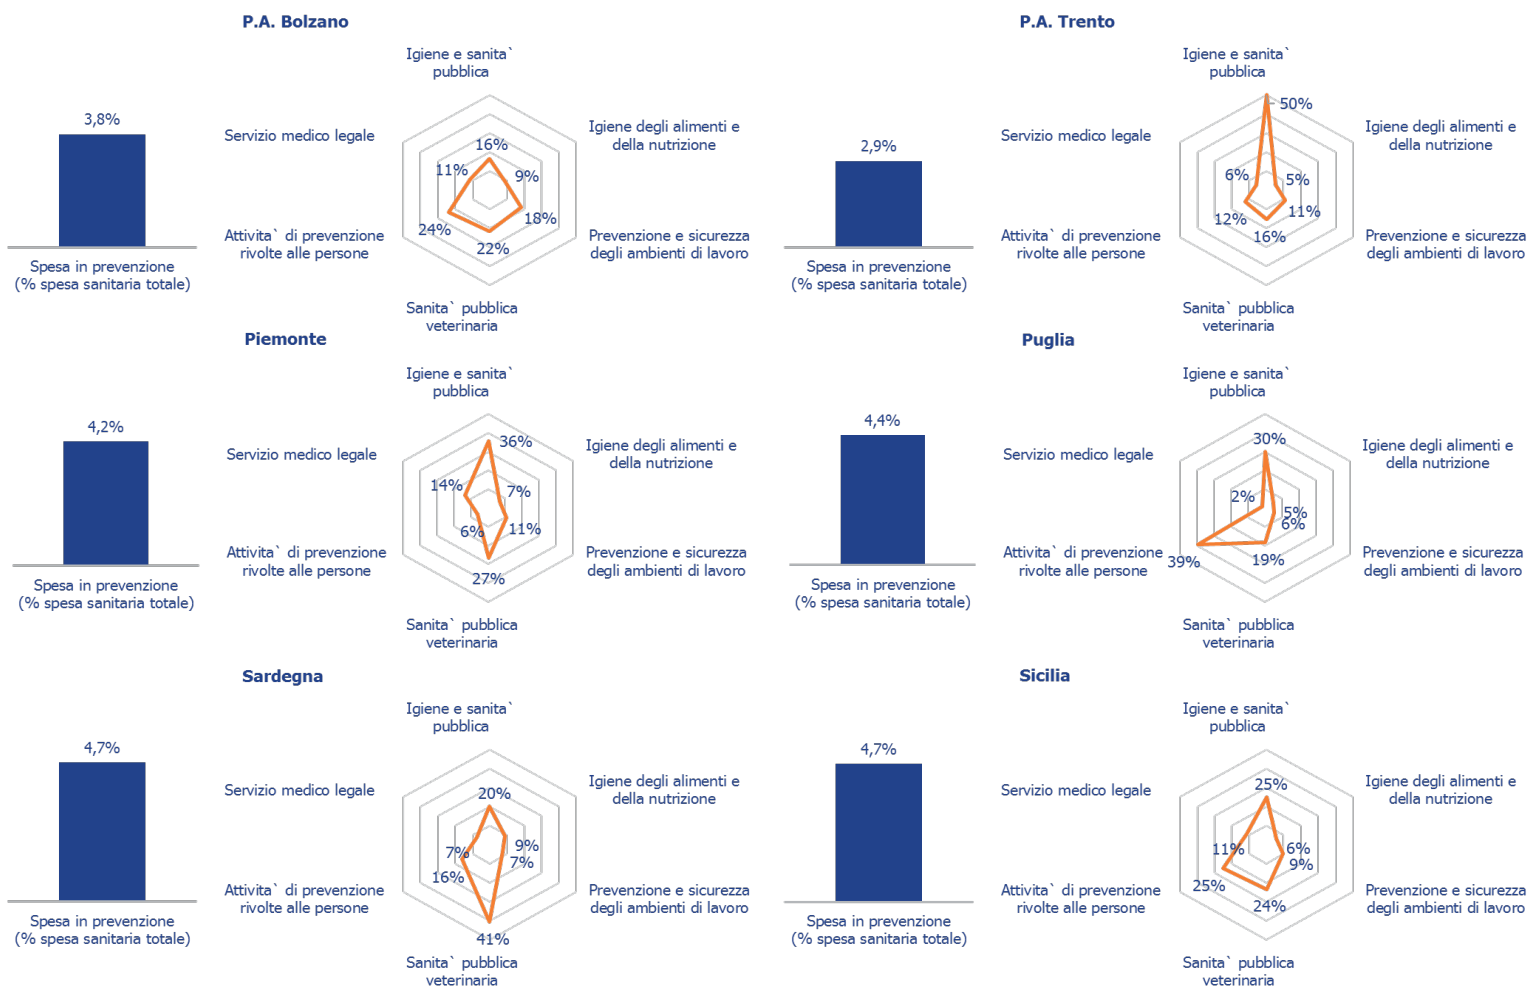 P.A. Bolzano
3,8%
Spesa in prevenzione
(% spesa sanitaria totale)
Igiene e sanita`
pubblica
Igiene degli alimenti e
della nutrizione
Prevenzione e sicurezza
degli ambienti di lavoro
Sanita` pubblica
veterinaria
Attivita` di prevenzione
rivolte alle persone
Servizio medico legale
16%
9%
18%
22%
24%
11%
P.A. Trento
2,9%
Spesa in prevenzione
(% spesa sanitaria totale)
Igiene e sanita`
pubblica
Igiene degli alimenti e
della nutrizione
Prevenzione e sicurezza
degli ambienti di lavoro
Sanita` pubblica
veterinaria
Attivita` di prevenzione
rivolte alle persone
Servizio medico legale
50%
5%
11%
16%
12%
6%
Piemonte
4,2%
Spesa in prevenzione
(% spesa sanitaria totale)
Igiene e sanita`
pubblica
Igiene degli alimenti e
della nutrizione
Prevenzione e sicurezza
degli ambienti di lavoro
Sanita` pubblica
veterinaria
Attivita` di prevenzione
rivolte alle persone
Servizio medico legale
36%
7%
11%
27%
6%
14%
Puglia
4,4%
Spesa in prevenzione
(% spesa sanitaria totale)
Igiene e sanita`
pubblica
Igiene degli alimenti e
della nutrizione
Prevenzione e sicurezza
degli ambienti di lavoro
Sanita` pubblica
veterinaria
Attivita` di prevenzione
rivolte alle persone
Servizio medico legale
30%
5%
6%
19%
39%
2%
Sardegna
4,7%
Spesa in prevenzione
(% spesa sanitaria totale)
Igiene e sanita`
pubblica
Igiene degli alimenti e
della nutrizione
Prevenzione e sicurezza
degli ambienti di lavoro
Sanita` pubblica
veterinaria
Attivita` di prevenzione
rivolte alle persone
Servizio medico legale
20%
9%
7%
41%
16%
7%
Sicilia
4,7%
Spesa in prevenzione
(% spesa sanitaria totale)
Igiene e sanita`
pubblica
Igiene degli alimenti e
della nutrizione
Prevenzione e sicurezza
degli ambienti di lavoro
Sanita` pubblica
veterinaria
Attivita` di prevenzione
rivolte alle persone
Servizio medico legale
25%
6%
9%
24%
25%
11%